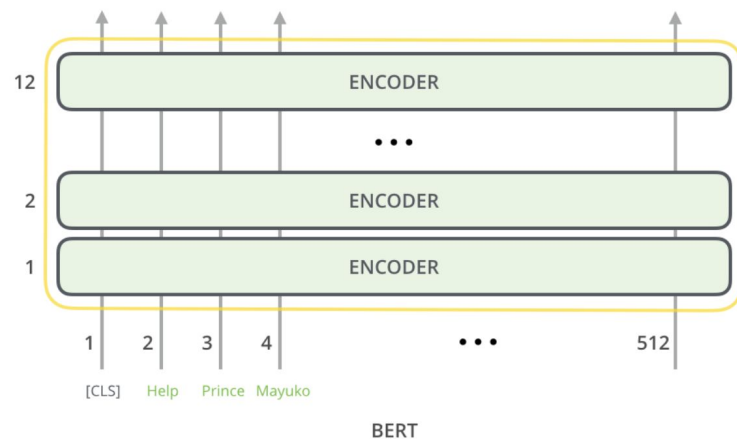 12 ENCODER
...
2 ENCODER
1 ENCODER
1 2 3 4 ... 512
[CLS] Help Prince Mayuko
BERT